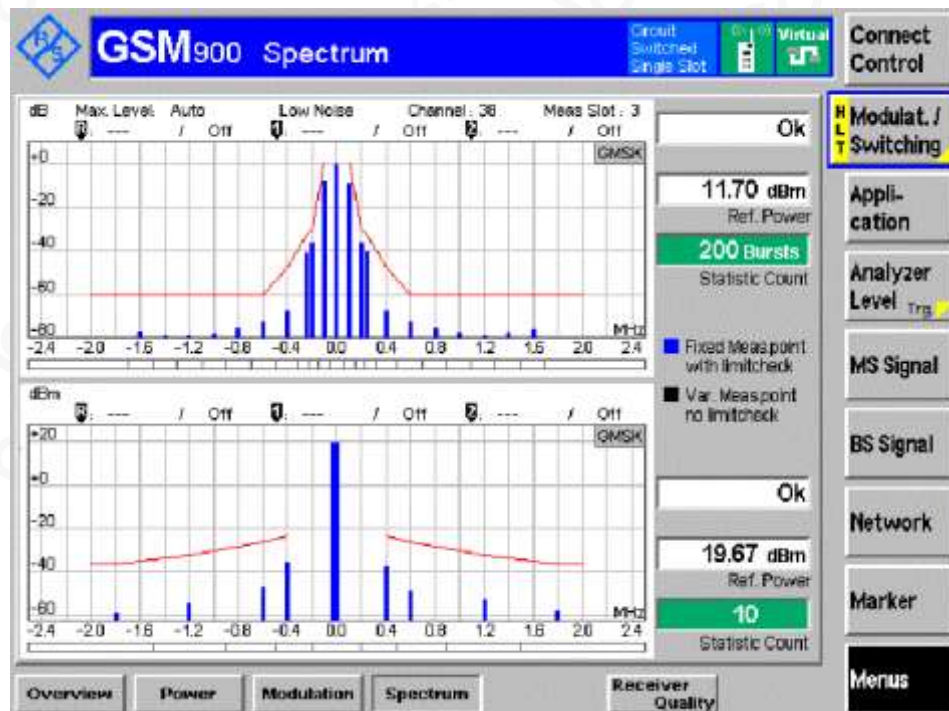 R S
GSM900 Spectrum
Circuit Switched Single Slot
Virtual
Connect Control
dB Max. Level: Auto Low Noise Channel: 38 Meas Slot: 3
R: --- / Off 1: --- / Off 2: --- / Off
GMSK
+0
-20
-40
-60
-80
MHz
-2.4 -2.0 -1.6 -1.2 -0.8 -0.4 0.0 0.4 0.8 1.2 1.6 2.0 2.4
Ok
11.70 dBm
Ref. Power
200 Bursts
Statistic Count
Fixed Meas.point
with limitcheck
Var. Meas.point
no limitcheck
dBm
R: --- / Off 1: --- / Off 2: --- / Off
GMSK
+20
+0
-20
-40
-60
MHz
-2.4 -2.0 -1.6 -1.2 -0.8 -0.4 0.0 0.4 0.8 1.2 1.6 2.0 2.4
Ok
19.67 dBm
Ref. Power
10
Statistic Count
HLT
Modulat. / Switching
Appli-cation
Analyzer Level Trg.
MS Signal
BS Signal
Network
Marker
Menus
Overview Power Modulation Spectrum Receiver Quality